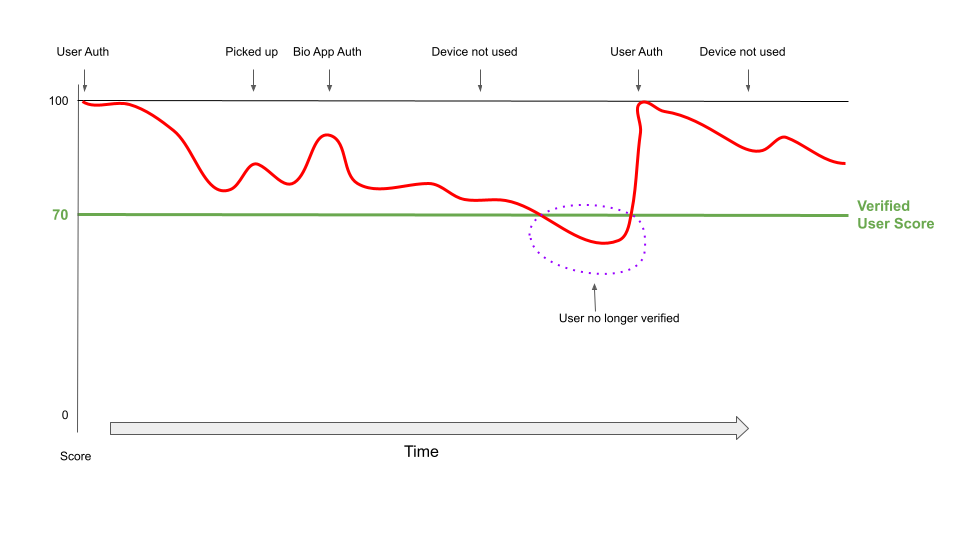 User Auth
Picked up
Bio App Auth
Device not used
User Auth
Device not used
100
70
Verified
User Score
User no longer verified
0
Time
Score